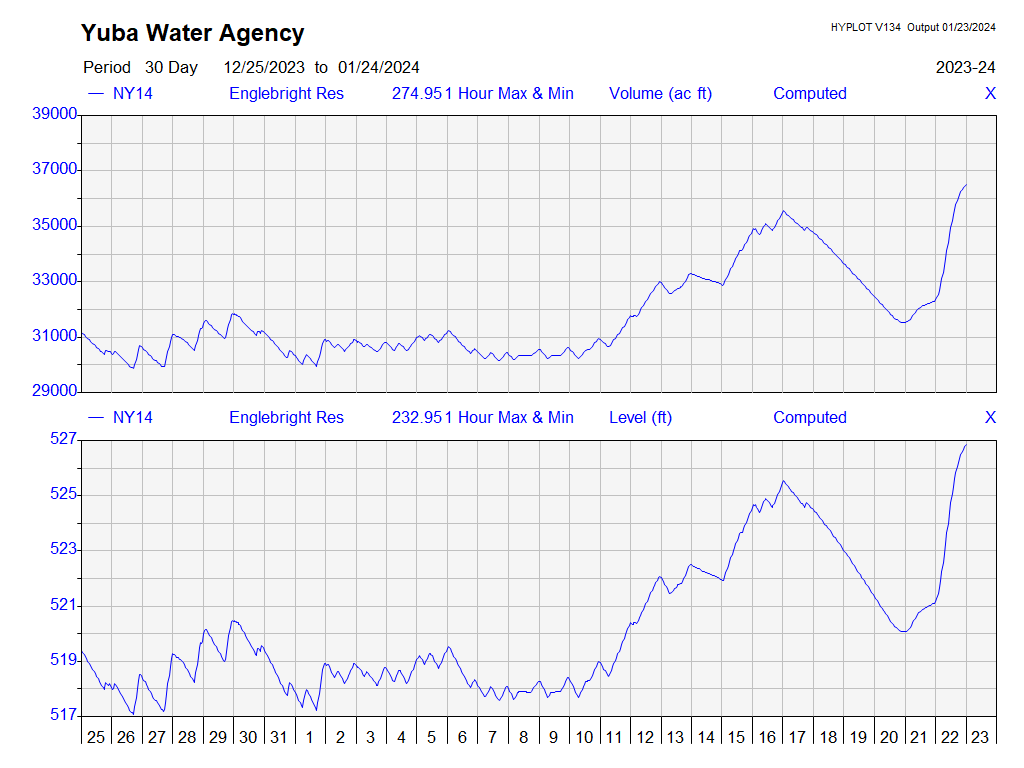 Yuba Water Agency
HYPLOT V134 Output 01/23/2024
Period 30 Day 12/25/2023 to 01/24/2024
2023-24
NY14 Englebright Res 274.951 Hour Max & Min Volume (ac ft) Computed X
39000
37000
35000
33000
31000
29000
NY14 Englebright Res 232.951 Hour Max & Min Level (ft) Computed X
527
525
523
521
519
517
25 26 27 28 29 30 31 1 2 3 4 5 6 7 8 9 10 11 12 13 14 15 16 17 18 19 20 21 22 23